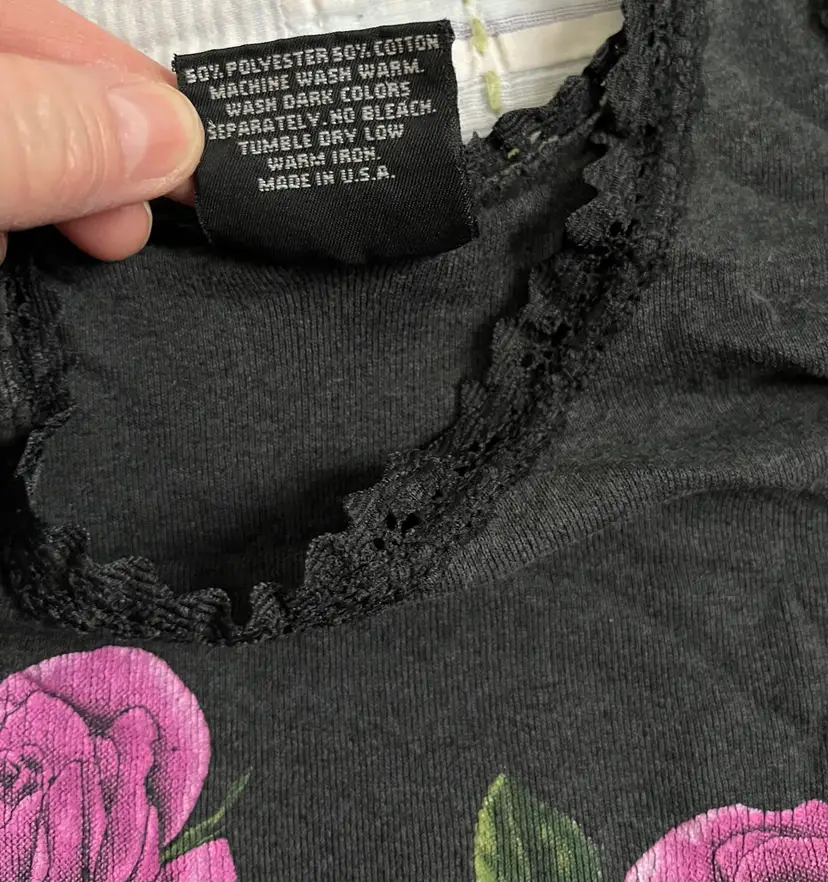 50% POLYESTER 50% COTTON
MACHINE WASH WARM.
WASH DARK COLORS
SEPARATELY. NO BLEACH.
TUMBLE DRY LOW
WARM IRON.
MADE IN U.S.A.